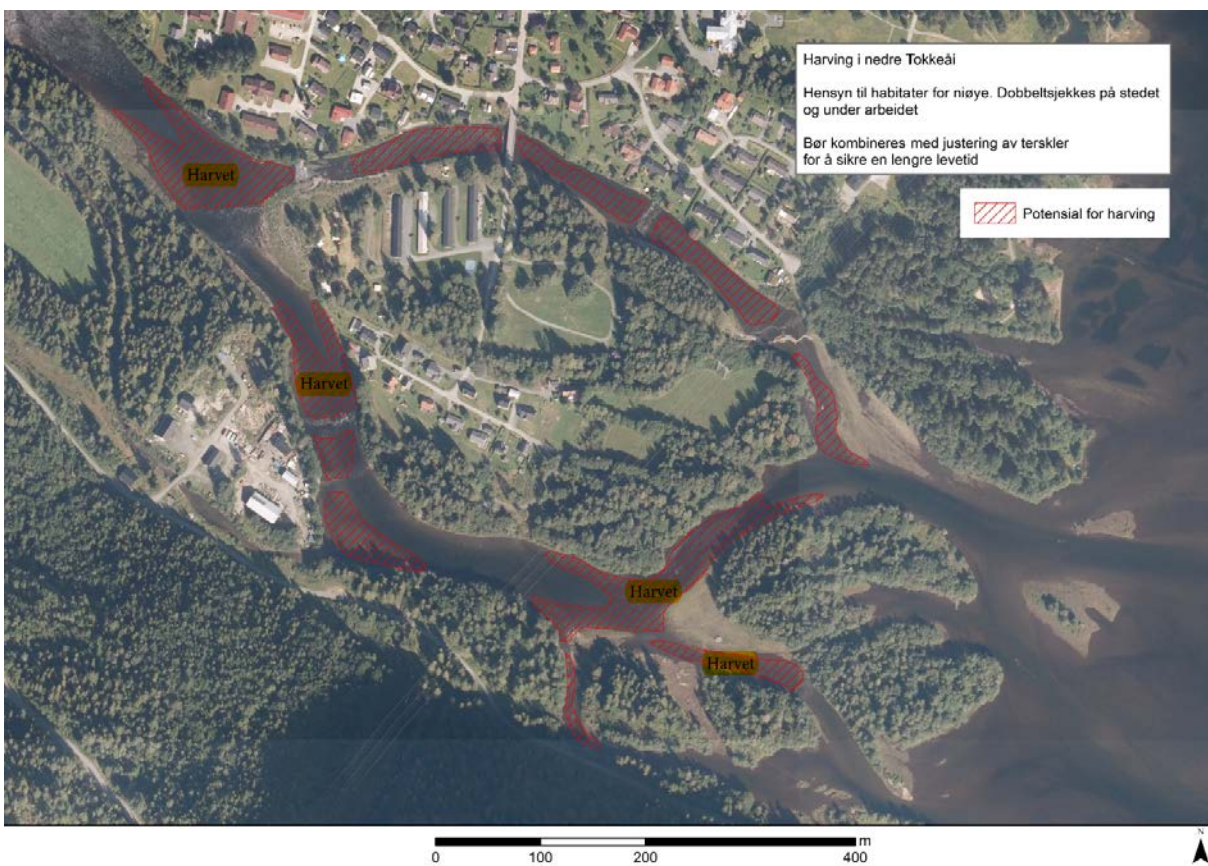 Harving i nedre Tokkeåi
Hensyn til habitater for niøye. Dobbeltsjekkes på stedet
og under arbeidet
Bør kombineres med justering av terskler
for å sikre en lengre levetid
Potensial for harving
Harvet
Harvet
Harvet
Harvet
m
0 100 200 400
N